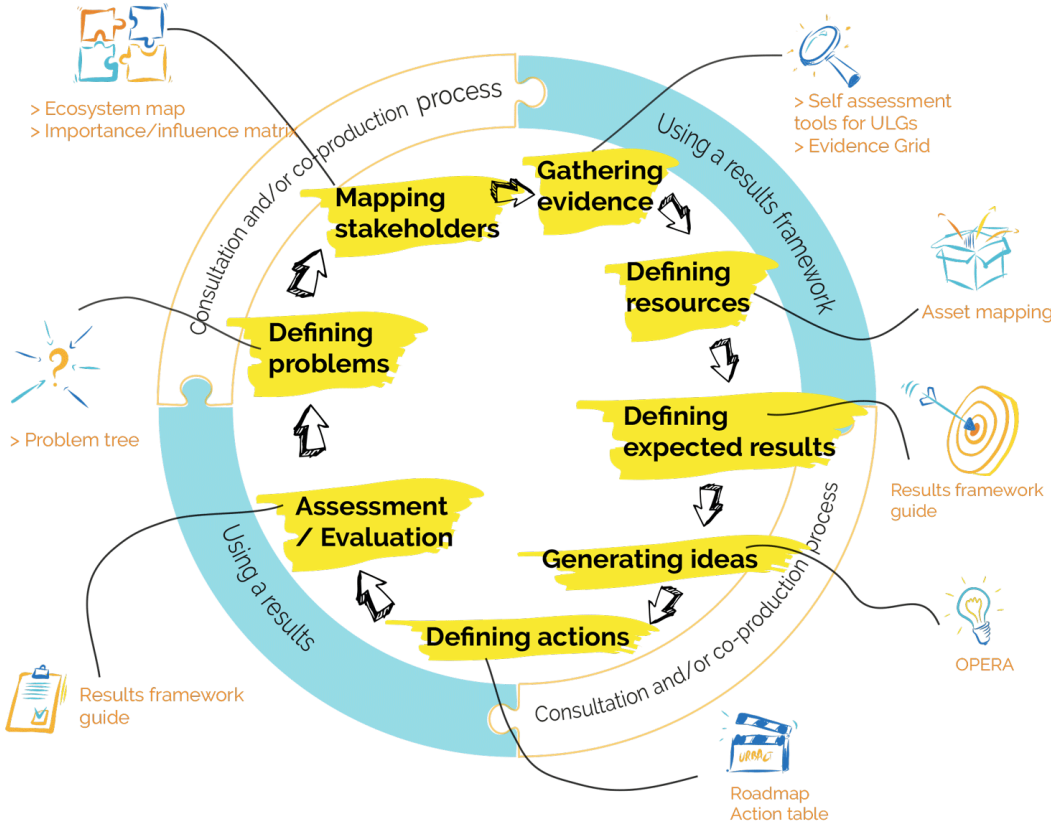 > Ecosystem map
> Importance/influence matrix
Consultation and/or co-production process
Using a results framework
> Self assessment
tools for ULGs
> Evidence Grid
Gathering
evidence
Mapping
stakeholders
Defining
resources
Asset mapping
Defining
problems
> Problem tree
Defining
expected results
Results framework
guide
Assessment
/ Evaluation
Generating ideas
Defining actions
Using a results
Consultation and/or co-production process
OPERA
Results framework
guide
URBACT
Roadmap
Action table